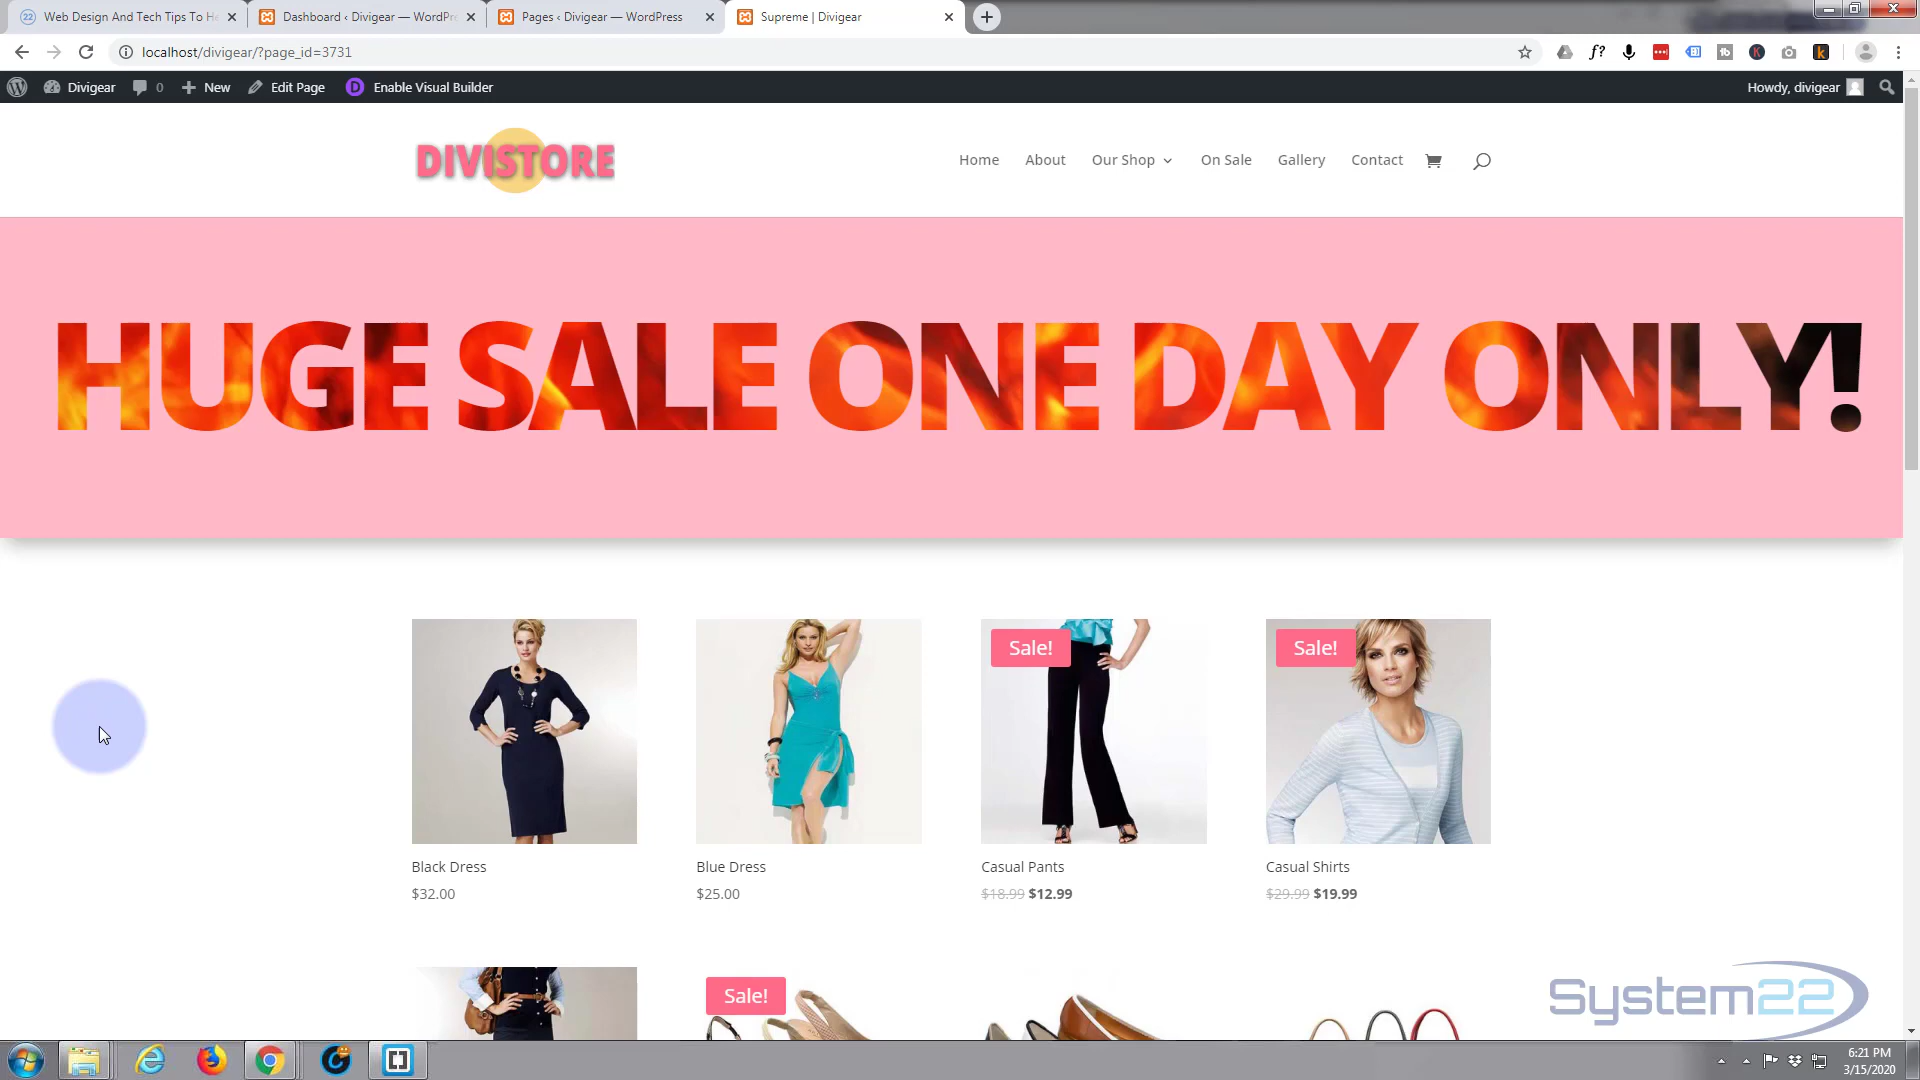 Web Design And Tech Tips To He
Dashboard ‹ Divigear — WordPre
Pages ‹ Divigear — WordPress
Supreme | Divigear
localhost/divigear/?page_id=3731
Divigear
0
New
Edit Page
Enable Visual Builder
Howdy, divigear
DIVISTORE
Home
About
Our Shop
On Sale
Gallery
Contact
HUGE SALE ONE DAY ONLY!
Sale!
Sale!
Black Dress
Blue Dress
Casual Pants
Casual Shirts
$32.00
$25.00
$18.99 $12.99
$29.99 $19.99
Sale!
System22
6:21 PM
3/15/2020